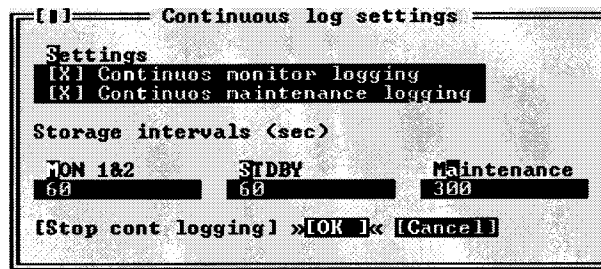 [▮] Continuous log settings
Settings
[X] Continuos monitor logging
[X] Continuos maintenance logging
Storage intervals (sec)
MON 1&2 STDBY Maintenance
60 60 300
[Stop cont logging] »[OK ]« [Cancel]